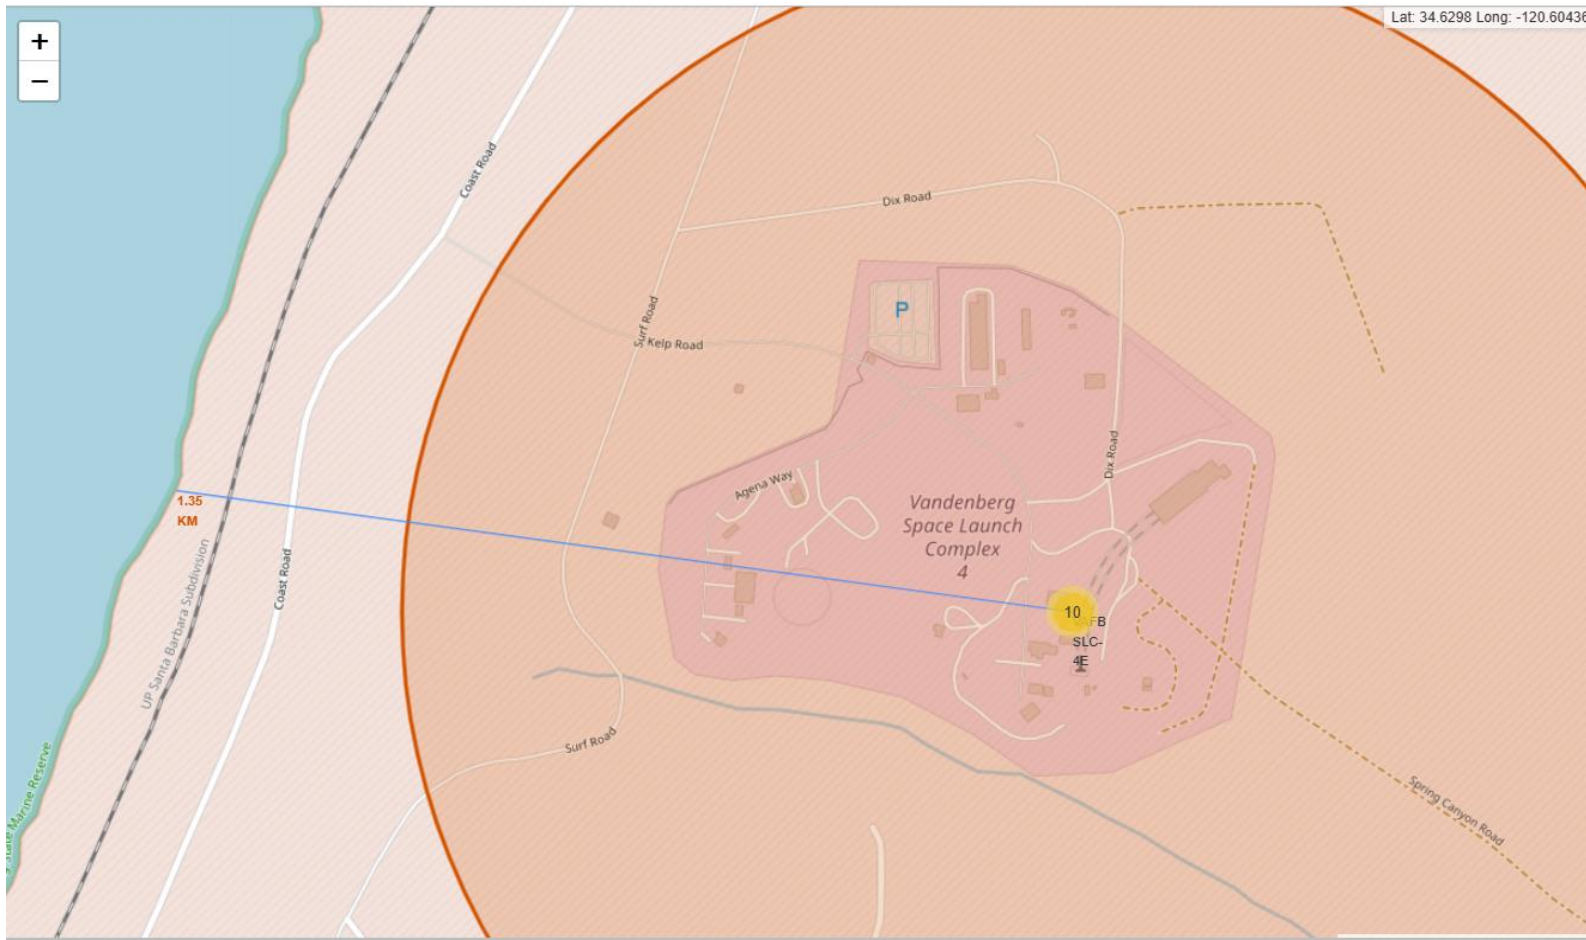 +
−
Lat: 34.6298 Long: -120.60436
Coast Road
Dix Road
P
Surf Road
Kelp Road
Dix Road
Agena Way
1.35
KM
Vandenberg
Space Launch
Complex
4
UP Santa Barbara Subdivision
Coast Road
10
SLC-
4E
Surf Road
State Marine Reserve
Spring Canyon Road